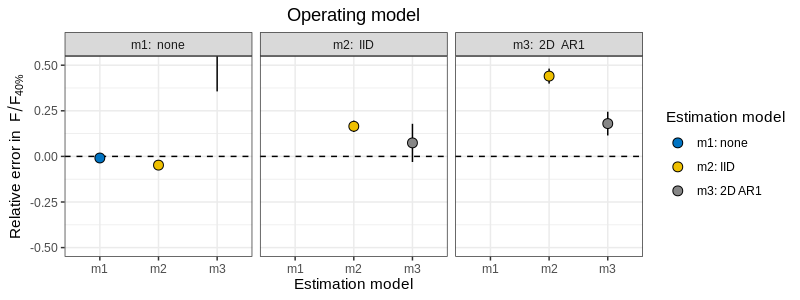 Operating model
m1: none
m2: IID
m3: 2D AR1
Relative error in F/F40%
0.50
0.25
0.00
-0.25
-0.50
m1 m2 m3 m1 m2 m3 m1 m2 m3
Estimation model
Estimation model
m1: none
m2: IID
m3: 2D AR1